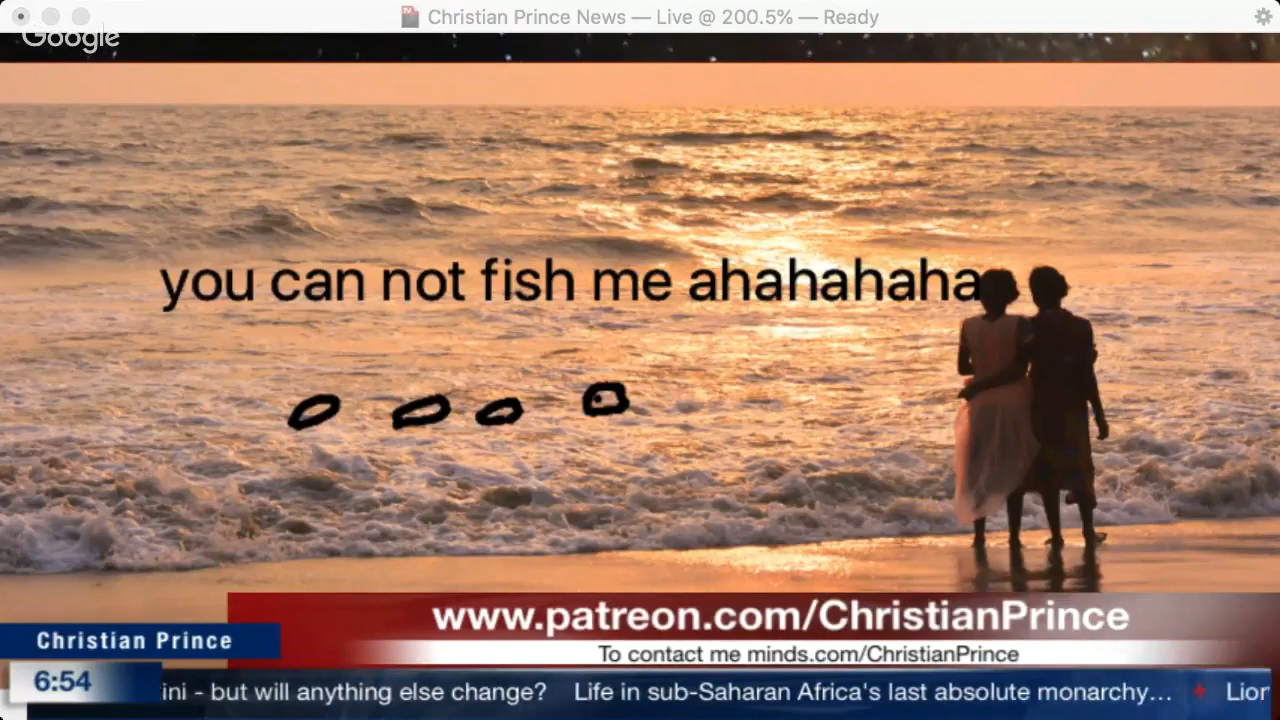 Christian Prince News — Live @ 200.5% — Ready
Google
you can not fish me ahahahaha
www.patreon.com/ChristianPrince
Christian Prince
To contact me minds.com/ChristianPrince
6:54
ini - but will anything else change? Life in sub-Saharan Africa's last absolute monarchy... Lior